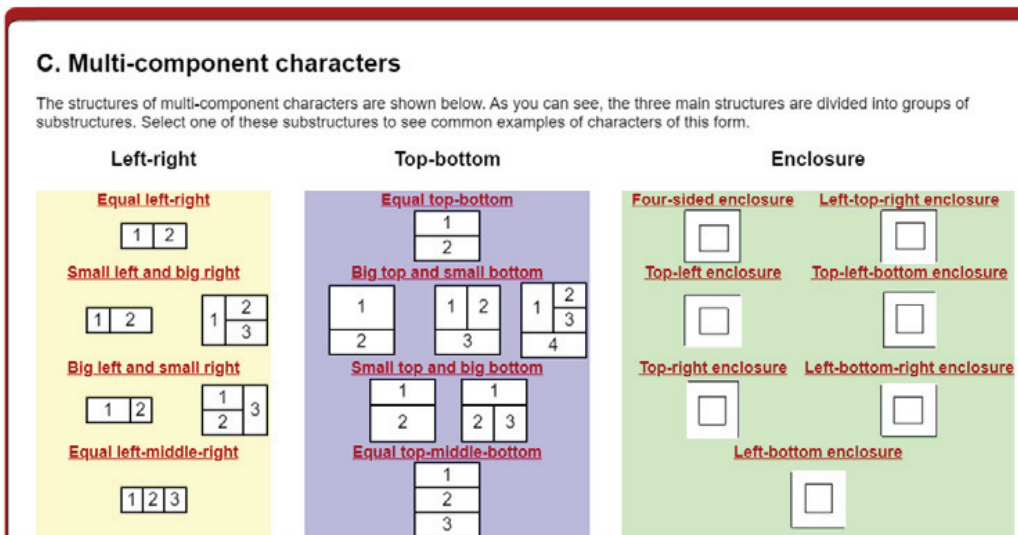 C. Multi-component characters
The structures of multi-component characters are shown below. As you can see, the three main structures are divided into groups of
substructures. Select one of these substructures to see common examples of characters of this form.
Left-right
Equal left-right
1 2
Small left and big right
1 2
1 2 3
Big left and small right
1 2
1 2 3
Equal left-middle-right
1 2 3
Top-bottom
Equal top-bottom
1
2
Big top and small bottom
1
2
1 2
3
1 2
3
4
Small top and big bottom
1
2
1
2 3
Equal top-middle-bottom
1
2
3
Enclosure
Four-sided enclosure
Left-top-right enclosure
Top-left enclosure
Top-left-bottom enclosure
Top-right enclosure
Left-bottom-right enclosure
Left-bottom enclosure